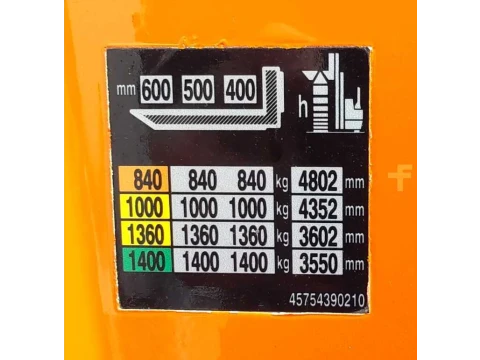 mm 600 500 400
h
840 840 840 kg 4802 mm
1000 1000 1000 kg 4352 mm
1360 1360 1360 kg 3602 mm
1400 1400 1400 kg 3550 mm
45754390210
f